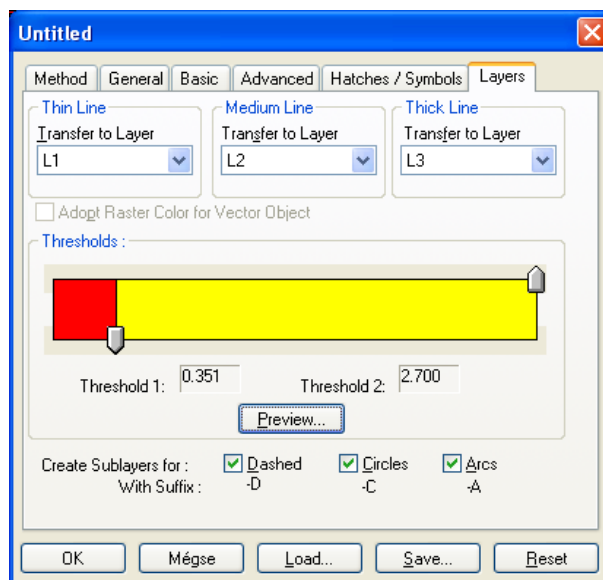 Untitled
Method General Basic Advanced Hatches / Symbols Layers
Thin Line Medium Line Thick Line
Transfer to Layer Transfer to Layer Transfer to Layer
L1 L2 L3
Adopt Raster Color for Vector Object
Thresholds :
Threshold 1: 0.351 Threshold 2: 2.700
Preview...
Create Sublayers for : Dashed Circles Arcs
With Suffix : -D -C -A
OK Mégse Load... Save... Reset